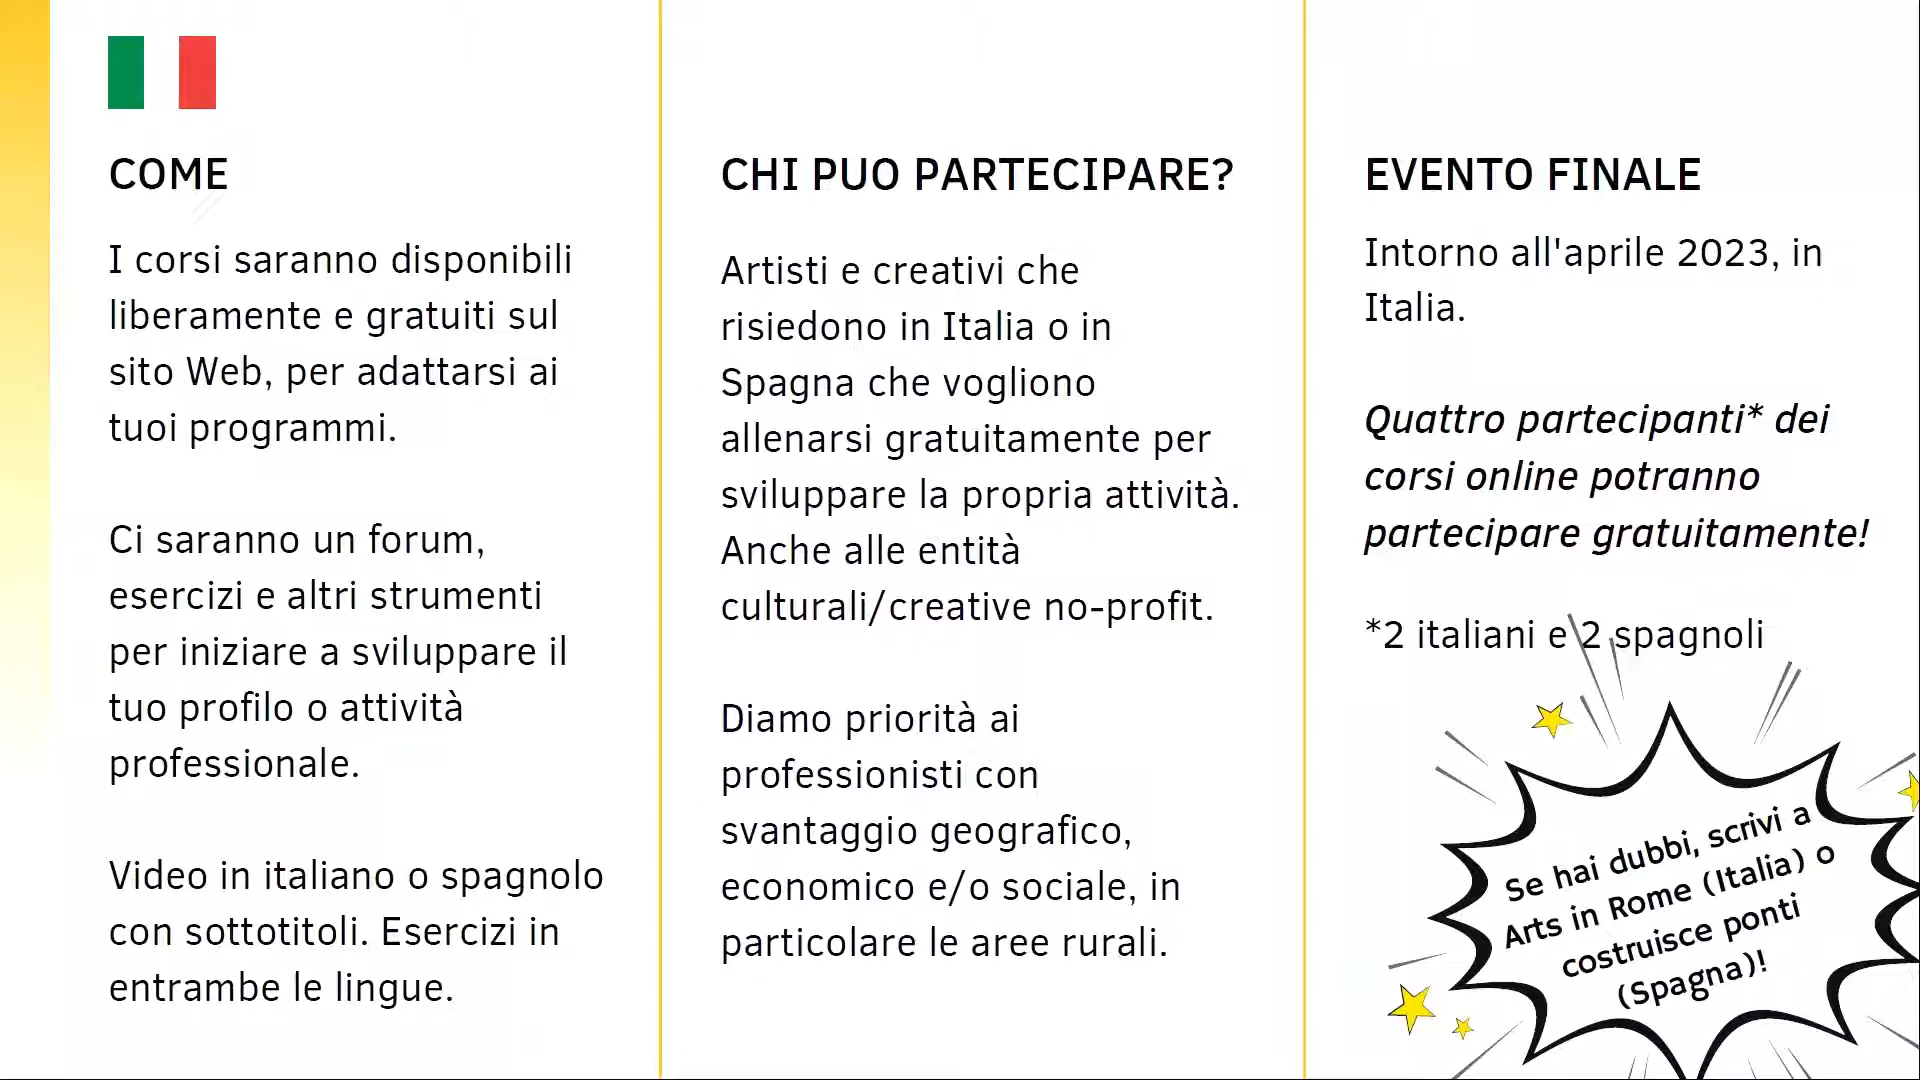 COME
I corsi saranno disponibili
liberamente e gratuiti sul
sito Web, per adattarsi ai
tuoi programmi.
Ci saranno un forum,
esercizi e altri strumenti
per iniziare a sviluppare il
tuo profilo o attività
professionale.
Video in italiano o spagnolo
con sottotitoli. Esercizi in
entrambe le lingue.
CHI PUO PARTECIPARE?
Artisti e creativi che
risiedono in Italia o in
Spagna che vogliono
allenarsi gratuitamente per
sviluppare la propria attività.
Anche alle entità
culturali/creative no-profit.
Diamo priorità ai
professionisti con
svantaggio geografico,
economico e/o sociale, in
particolare le aree rurali.
EVENTO FINALE
Intorno all'aprile 2023, in
Italia.
Quattro partecipanti* dei
corsi online potranno
partecipare gratuitamente!
*2 italiani e 2 spagnoli
Se hai dubbi, scrivi a
Arts in Rome (Italia) o
costruisce ponti
(Spagna)!